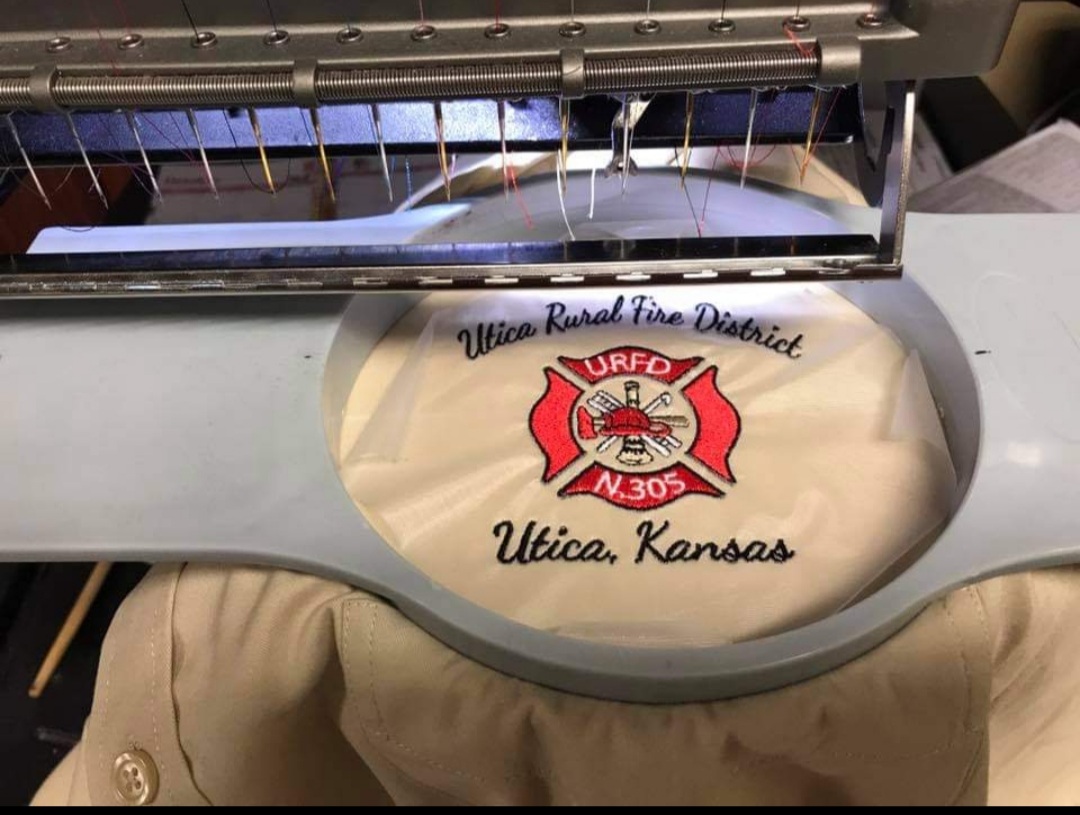 Utica Rural Fire District
URFD
N.305
Utica, Kansas